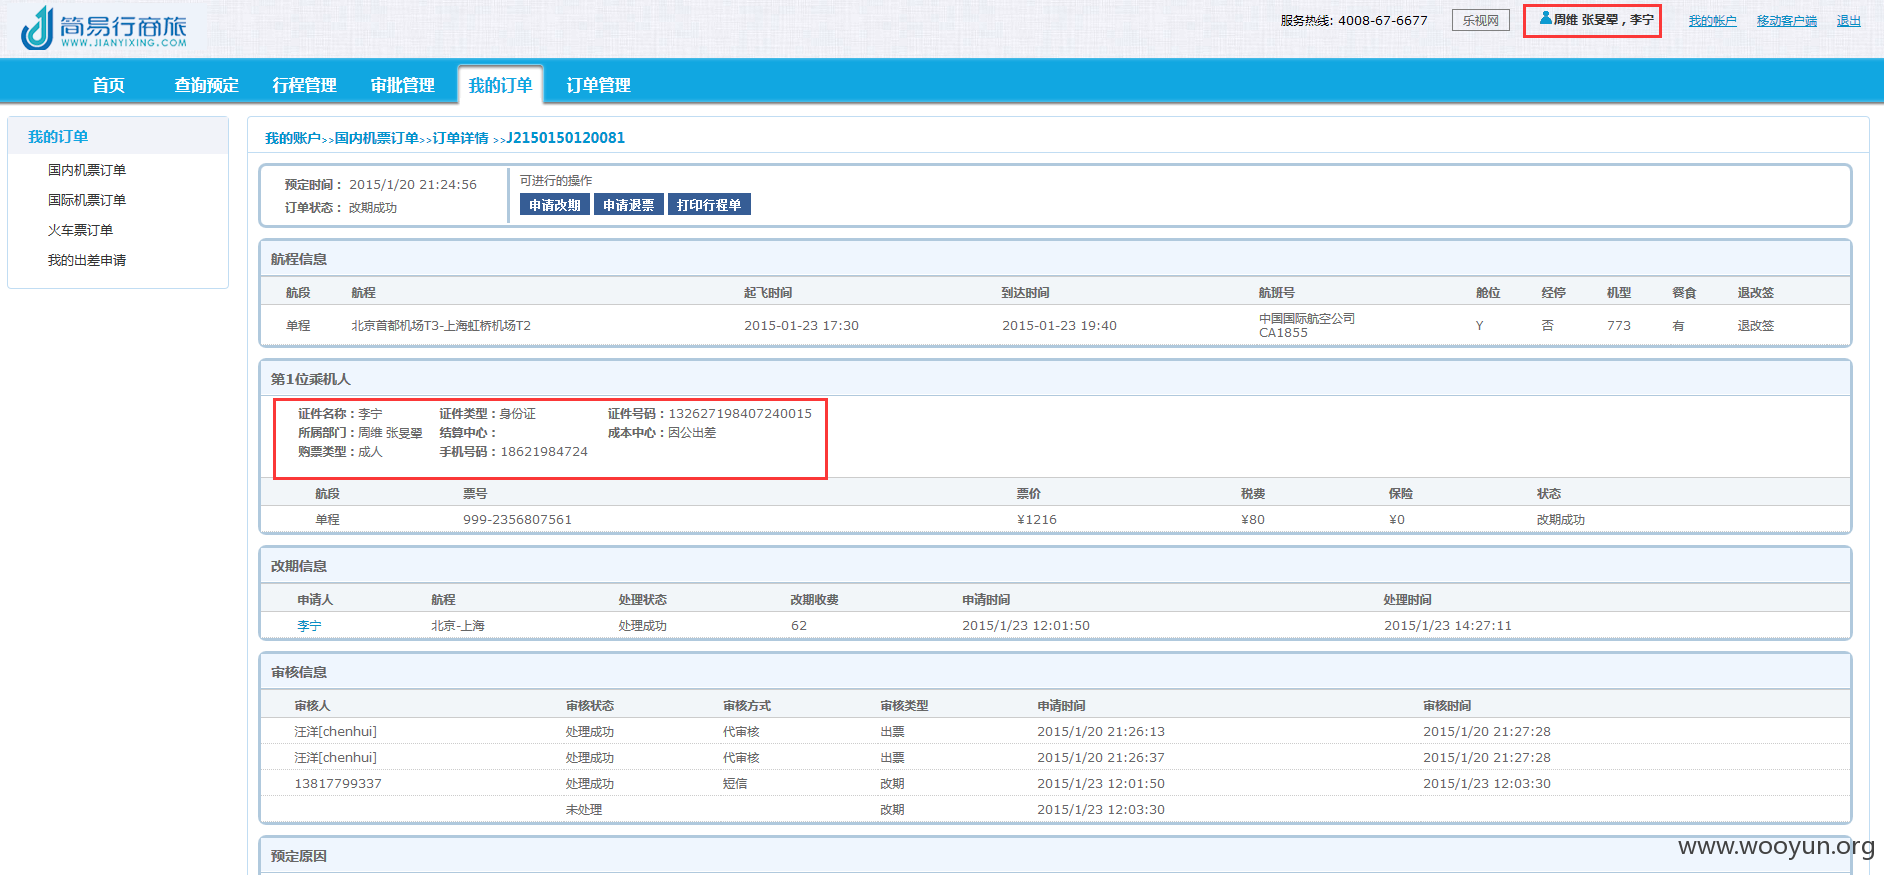 简易行商旅
WWW.JIANYIXING.COM
服务热线: 4008-67-6677 乐视网 周维 张旻翚 , 李宁 我的帐户 移动客户端 退出
首页 查询预定 行程管理 审批管理 我的订单 订单管理
我的订单
国内机票订单
国际机票订单
火车票订单
我的出差申请
我的账户>>国内机票订单>>订单详情 >>J2150150120081
预定时间： 2015/1/20 21:24:56
订单状态： 改期成功
可进行的操作
申请改期 申请退票 打印行程单
航程信息
航段 航程 起飞时间 到达时间 航班号 舱位 经停 机型 餐食 退改签
单程 北京首都机场T3-上海虹桥机场T2 2015-01-23 17:30 2015-01-23 19:40 中国国际航空公司 CA1855 Y 否 773 有 退改签
第1位乘机人
证件名称：李宁 证件类型：身份证 证件号码：132627198407240015
所属部门：周维 张旻翚 结算中心： 成本中心：因公出差
购票类型：成人 手机号码：18621984724
航段 票号 票价 税费 保险 状态
单程 999-2356807561 ¥1216 ¥80 ¥0 改期成功
改期信息
申请人 航程 处理状态 改期收费 申请时间 处理时间
李宁 北京-上海 处理成功 62 2015/1/23 12:01:50 2015/1/23 14:27:11
审核信息
审核人 审核状态 审核方式 审核类型 申请时间 审核时间
汪洋[chenhui] 处理成功 代审核 出票 2015/1/20 21:26:13 2015/1/20 21:27:28
汪洋[chenhui] 处理成功 代审核 出票 2015/1/20 21:26:37 2015/1/20 21:27:28
13817799337 处理成功 短信 改期 2015/1/23 12:01:50 2015/1/23 12:03:30
未处理 改期 2015/1/23 12:03:30
预定原因
www.wooyun.org